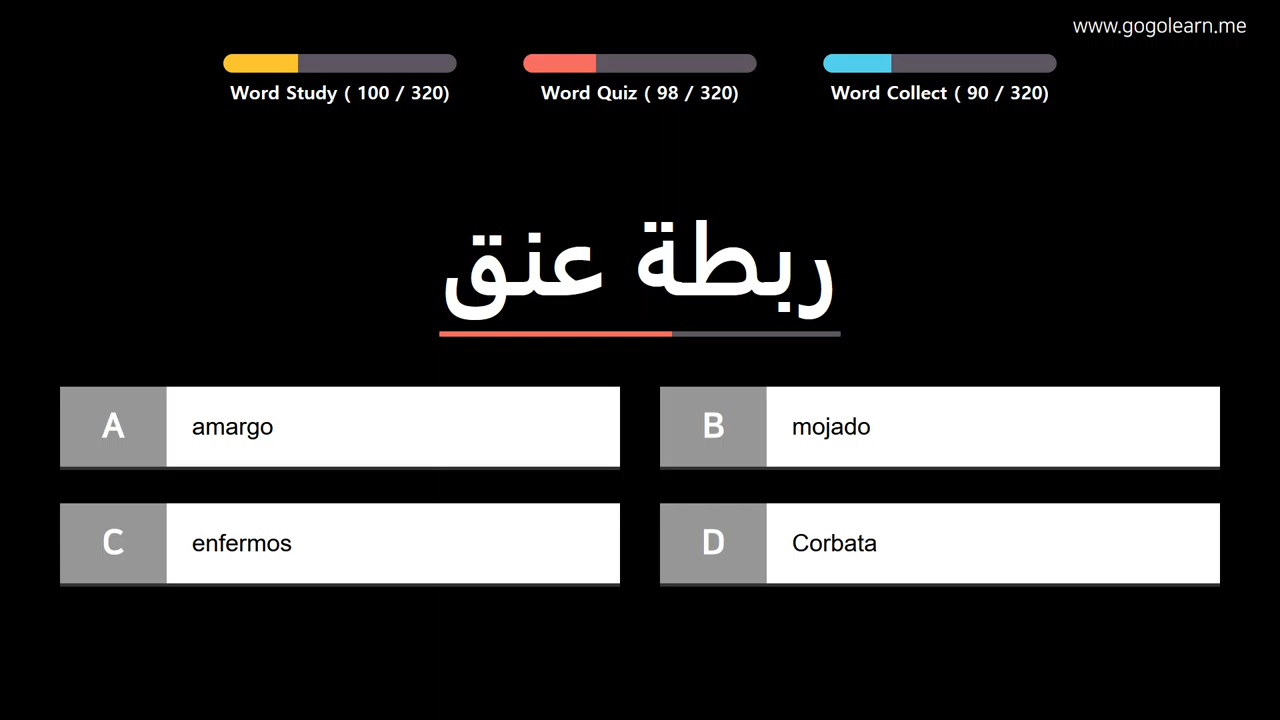 www.gogolearn.me
Word Study ( 100 / 320)
Word Quiz ( 98 / 320)
Word Collect ( 90 / 320)
ربطة عنق
A amargo
B mojado
C enfermos
D Corbata